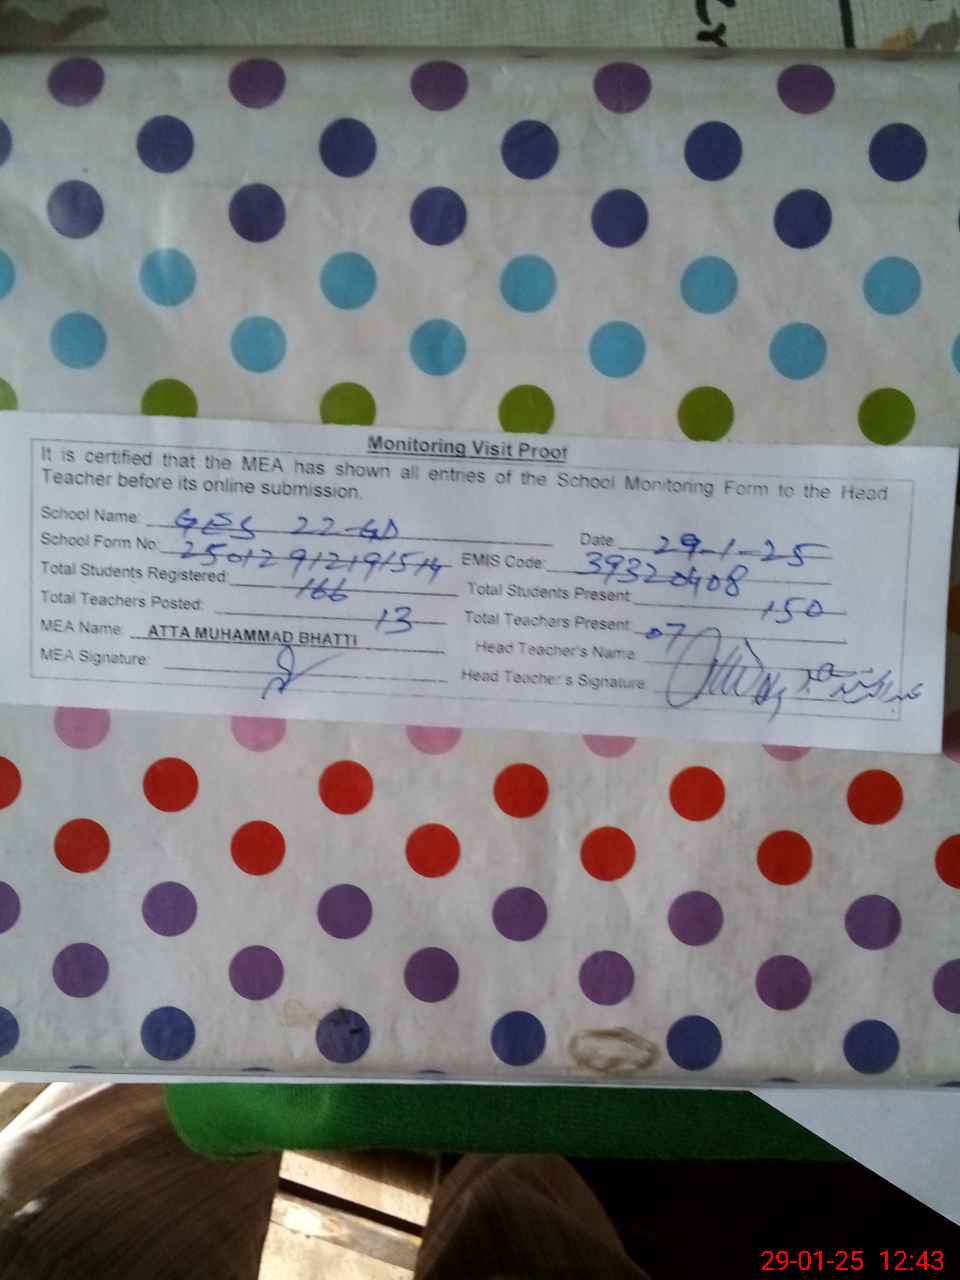 LY
Monitoring Visit Proof
It is certified that the MEA has shown all entries of the School Monitoring Form to the Head
Teacher before its online submission.
School Name: GES 22-GD Date 29-1-25
School Form No: 25012912191514 EMIS Code: 39320408
Total Students Registered: 166 Total Students Present: 150
Total Teachers Posted: 13 Total Teachers Present: 07
MEA Name: ATTA MUHAMMAD BHATTI Head Teacher's Name
MEA Signature: Head Teacher's Signature
29-01-25 12:43